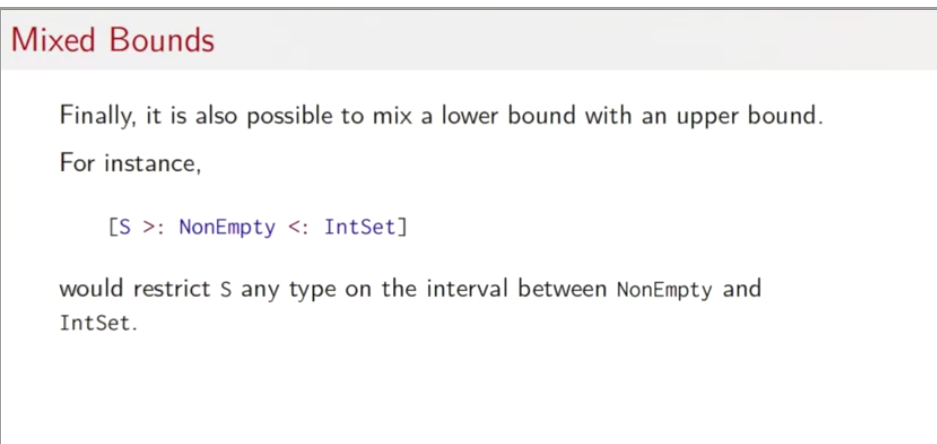 Mixed Bounds
Finally, it is also possible to mix a lower bound with an upper bound.
For instance,
[S >: NonEmpty <: IntSet]
would restrict S any type on the interval between NonEmpty and
IntSet.